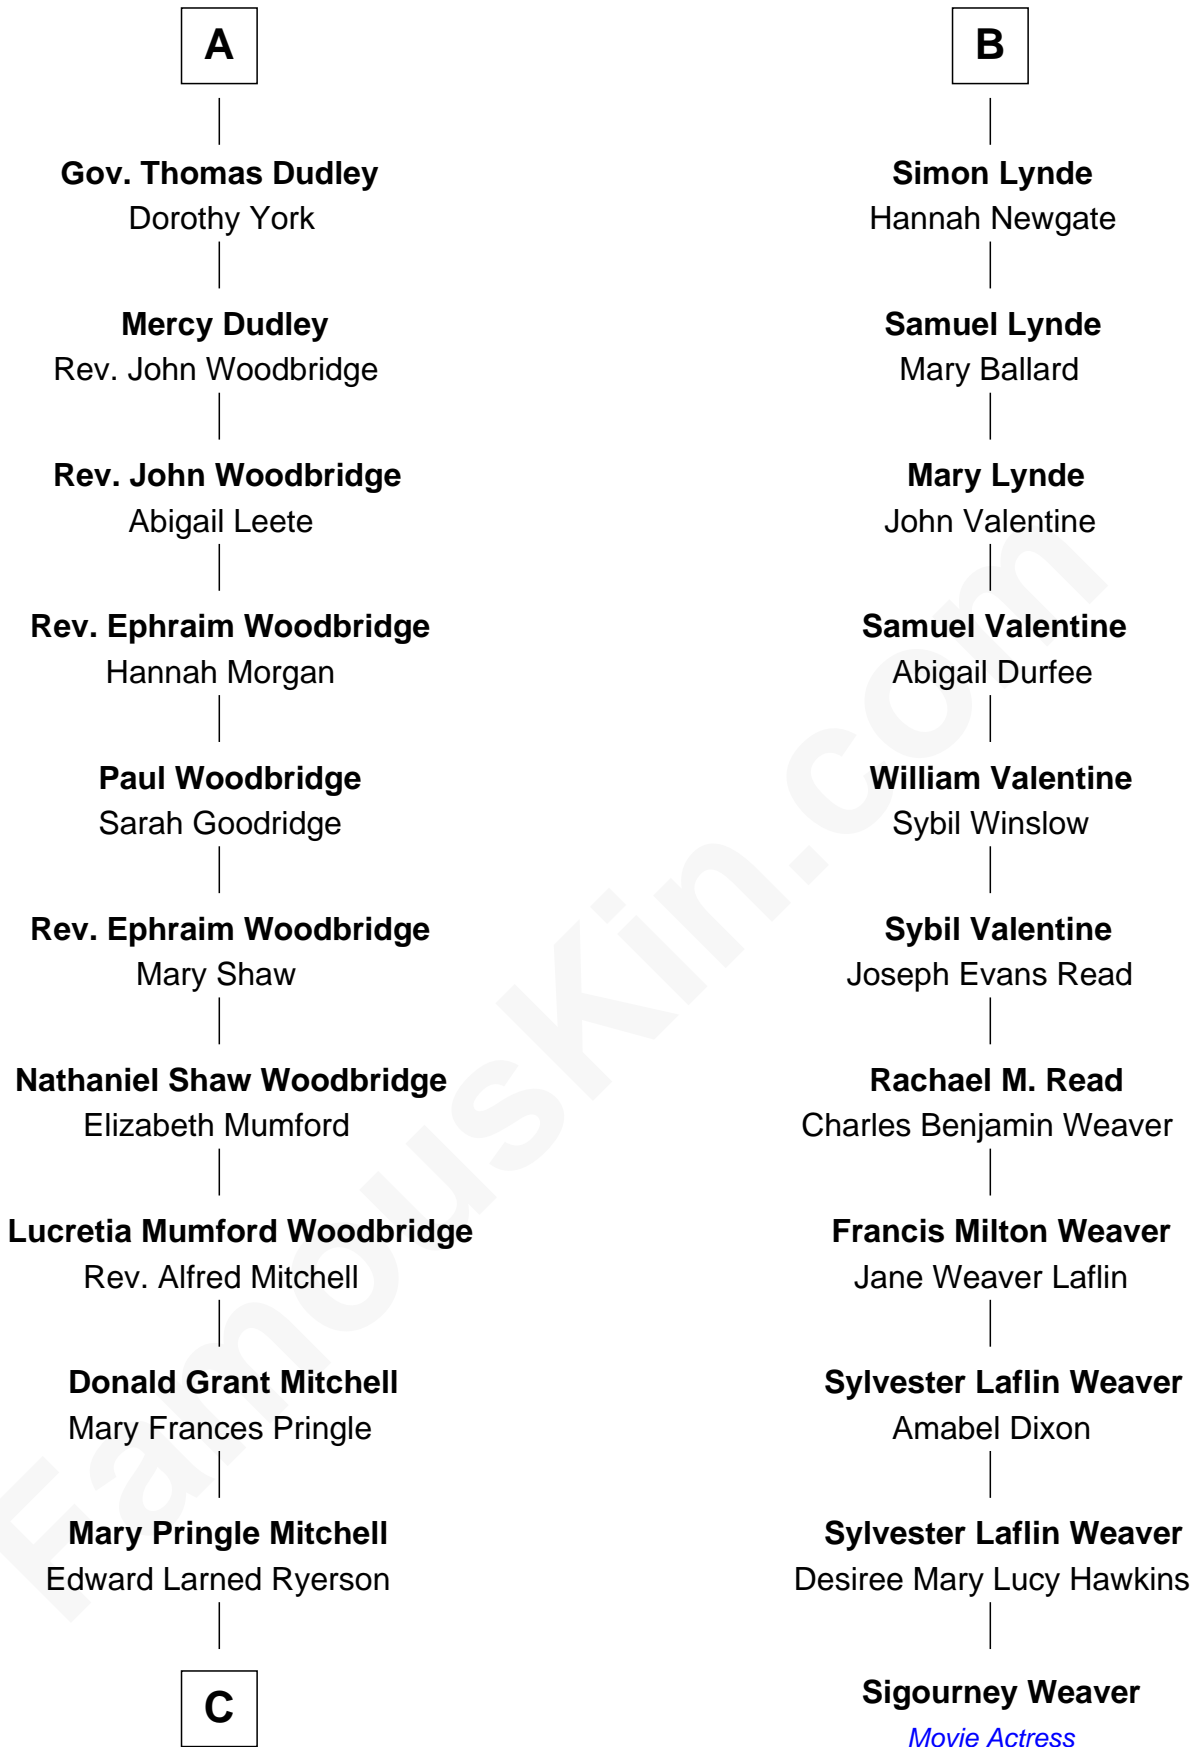 A
Gov. Thomas Dudley
Dorothy York
Mercy Dudley
Rev. John Woodbridge
Rev. John Woodbridge
Abigail Leete
Rev. Ephraim Woodbridge
Hannah Morgan
Paul Woodbridge
Sarah Goodridge
Rev. Ephraim Woodbridge
Mary Shaw
Nathaniel Shaw Woodbridge
Elizabeth Mumford
Lucretia Mumford Woodbridge
Rev. Alfred Mitchell
Donald Grant Mitchell
Mary Frances Pringle
Mary Pringle Mitchell
Edward Larned Ryerson
C
B
Simon Lynde
Hannah Newgate
Samuel Lynde
Mary Ballard
Mary Lynde
John Valentine
Samuel Valentine
Abigail Durfee
William Valentine
Sybil Winslow
Sybil Valentine
Joseph Evans Read
Rachael M. Read
Charles Benjamin Weaver
Francis Milton Weaver
Jane Weaver Laflin
Sylvester Laflin Weaver
Amabel Dixon
Sylvester Laflin Weaver
Desiree Mary Lucy Hawkins
Sigourney Weaver
Movie Actress
FamousKin.com